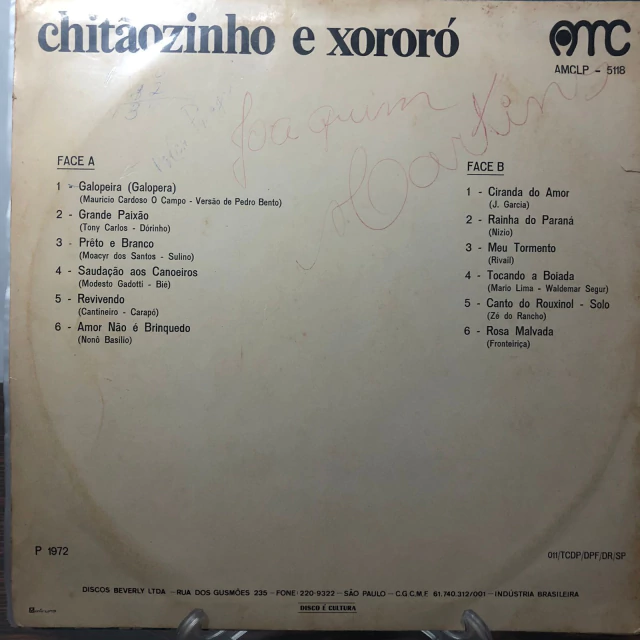 chitãozinho e xororó
AMC
AMCLP - 5118
Joaquim
Martins
FACE A
1 - Galopeira (Galopera)
(Mauricio Cardoso O Campo - Versão de Pedro Bento)
2 - Grande Paixão
(Tony Carlos - Dórinho)
3 - Prêto e Branco
(Moacyr dos Santos - Sulino)
4 - Saudação aos Canoeiros
(Modesto Gadotti - Biê)
5 - Revivendo
(Cantineiro - Carapó)
6 - Amor Não é Brinquedo
(Nonô Basílio)
FACE B
1 - Ciranda do Amor
(J. Garcia)
2 - Rainha do Paraná
(Nizio)
3 - Meu Tormento
(Rivail)
4 - Tocando a Boiada
(Mario Lima - Waldemar Segur)
5 - Canto do Rouxinol - Solo
(Zé do Rancho)
6 - Rosa Malvada
(Fronteiriça)
P 1972
011/TCDP/DPF/DR/SP
DISCOS BEVERLY LTDA - RUA DOS GUSMÕES 235 - FONE: 220-9322 - SÃO PAULO - C.G.C.M.F. 61.740.312/001 - INDÚSTRIA BRASILEIRA
DISCO É CULTURA